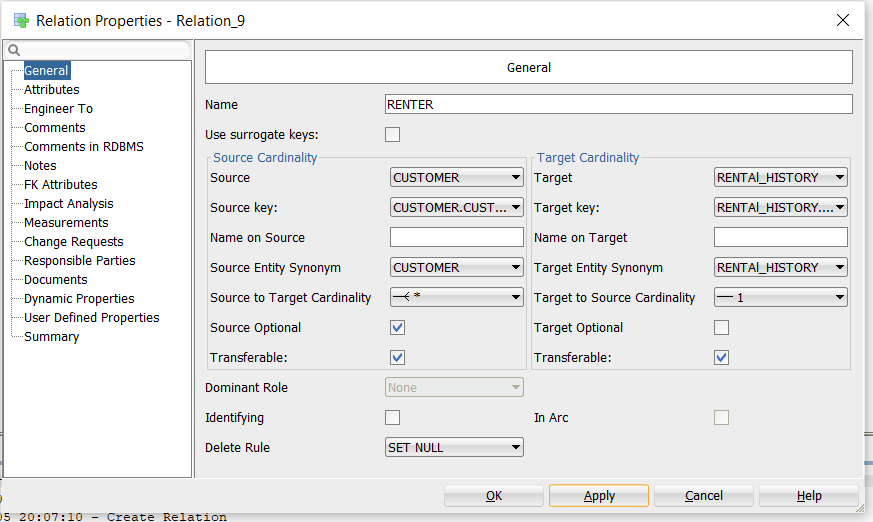 Relation Properties - Relation_9
General
Attributes
Engineer To
Comments
Comments in RDBMS
Notes
FK Attributes
Impact Analysis
Measurements
Change Requests
Responsible Parties
Documents
Dynamic Properties
User Defined Properties
Summary
General
Name RENTER
Use surrogate keys:
Source Cardinality
Source CUSTOMER
Source key: CUSTOMER.CUST...
Name on Source
Source Entity Synonym CUSTOMER
Source to Target Cardinality *
Source Optional
Transferable:
Target Cardinality
Target RENTAl_HISTORY
Target key: RENTAl_HISTORY....
Name on Target
Target Entity Synonym RENTAl_HISTORY
Target to Source Cardinality 1
Target Optional
Transferable:
Dominant Role None
Identifying
In Arc
Delete Rule SET NULL
OK Apply Cancel Help
05 20:07:10 - Create Relation